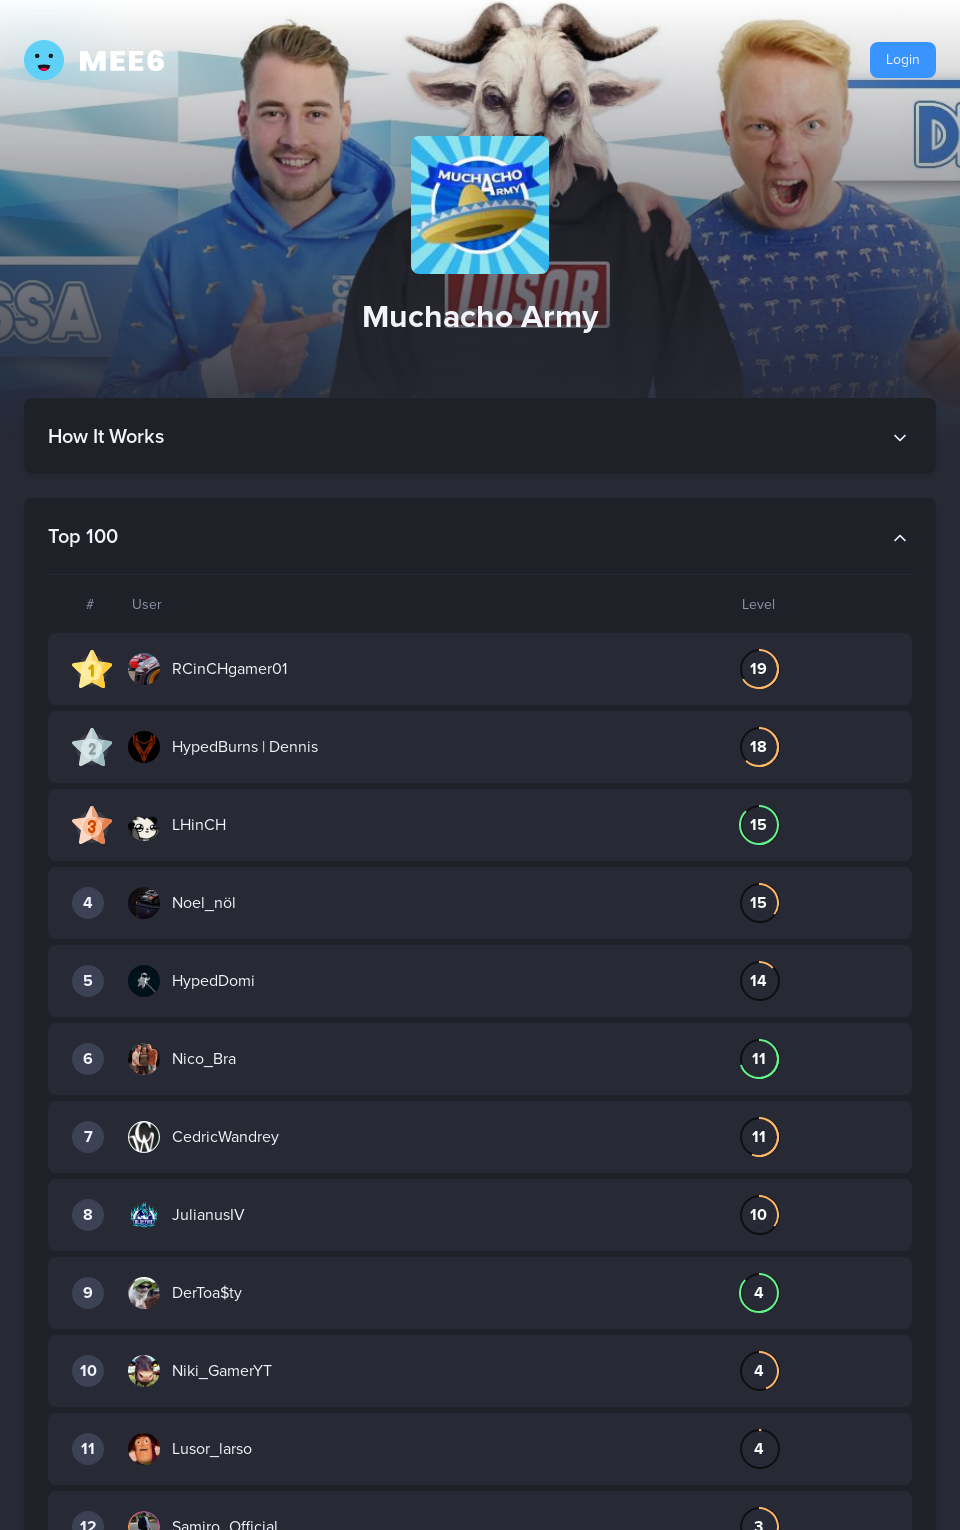 MEE6
Login
MUCHACHO
ARMY
SSA
LUSOR
Muchacho Army
How It Works
Top 100
# User Level
1 RCinCHgamer01 19
2 HypedBurns | Dennis 18
3 LHinCH 15
4 Noel_nöl 15
5 HypedDomi 14
6 Nico_Bra 11
7 CedricWandrey 11
8 JulianusIV 10
9 DerToa$ty 4
10 Niki_GamerYT 4
11 Lusor_larso 4
12 Samiro_Official 3